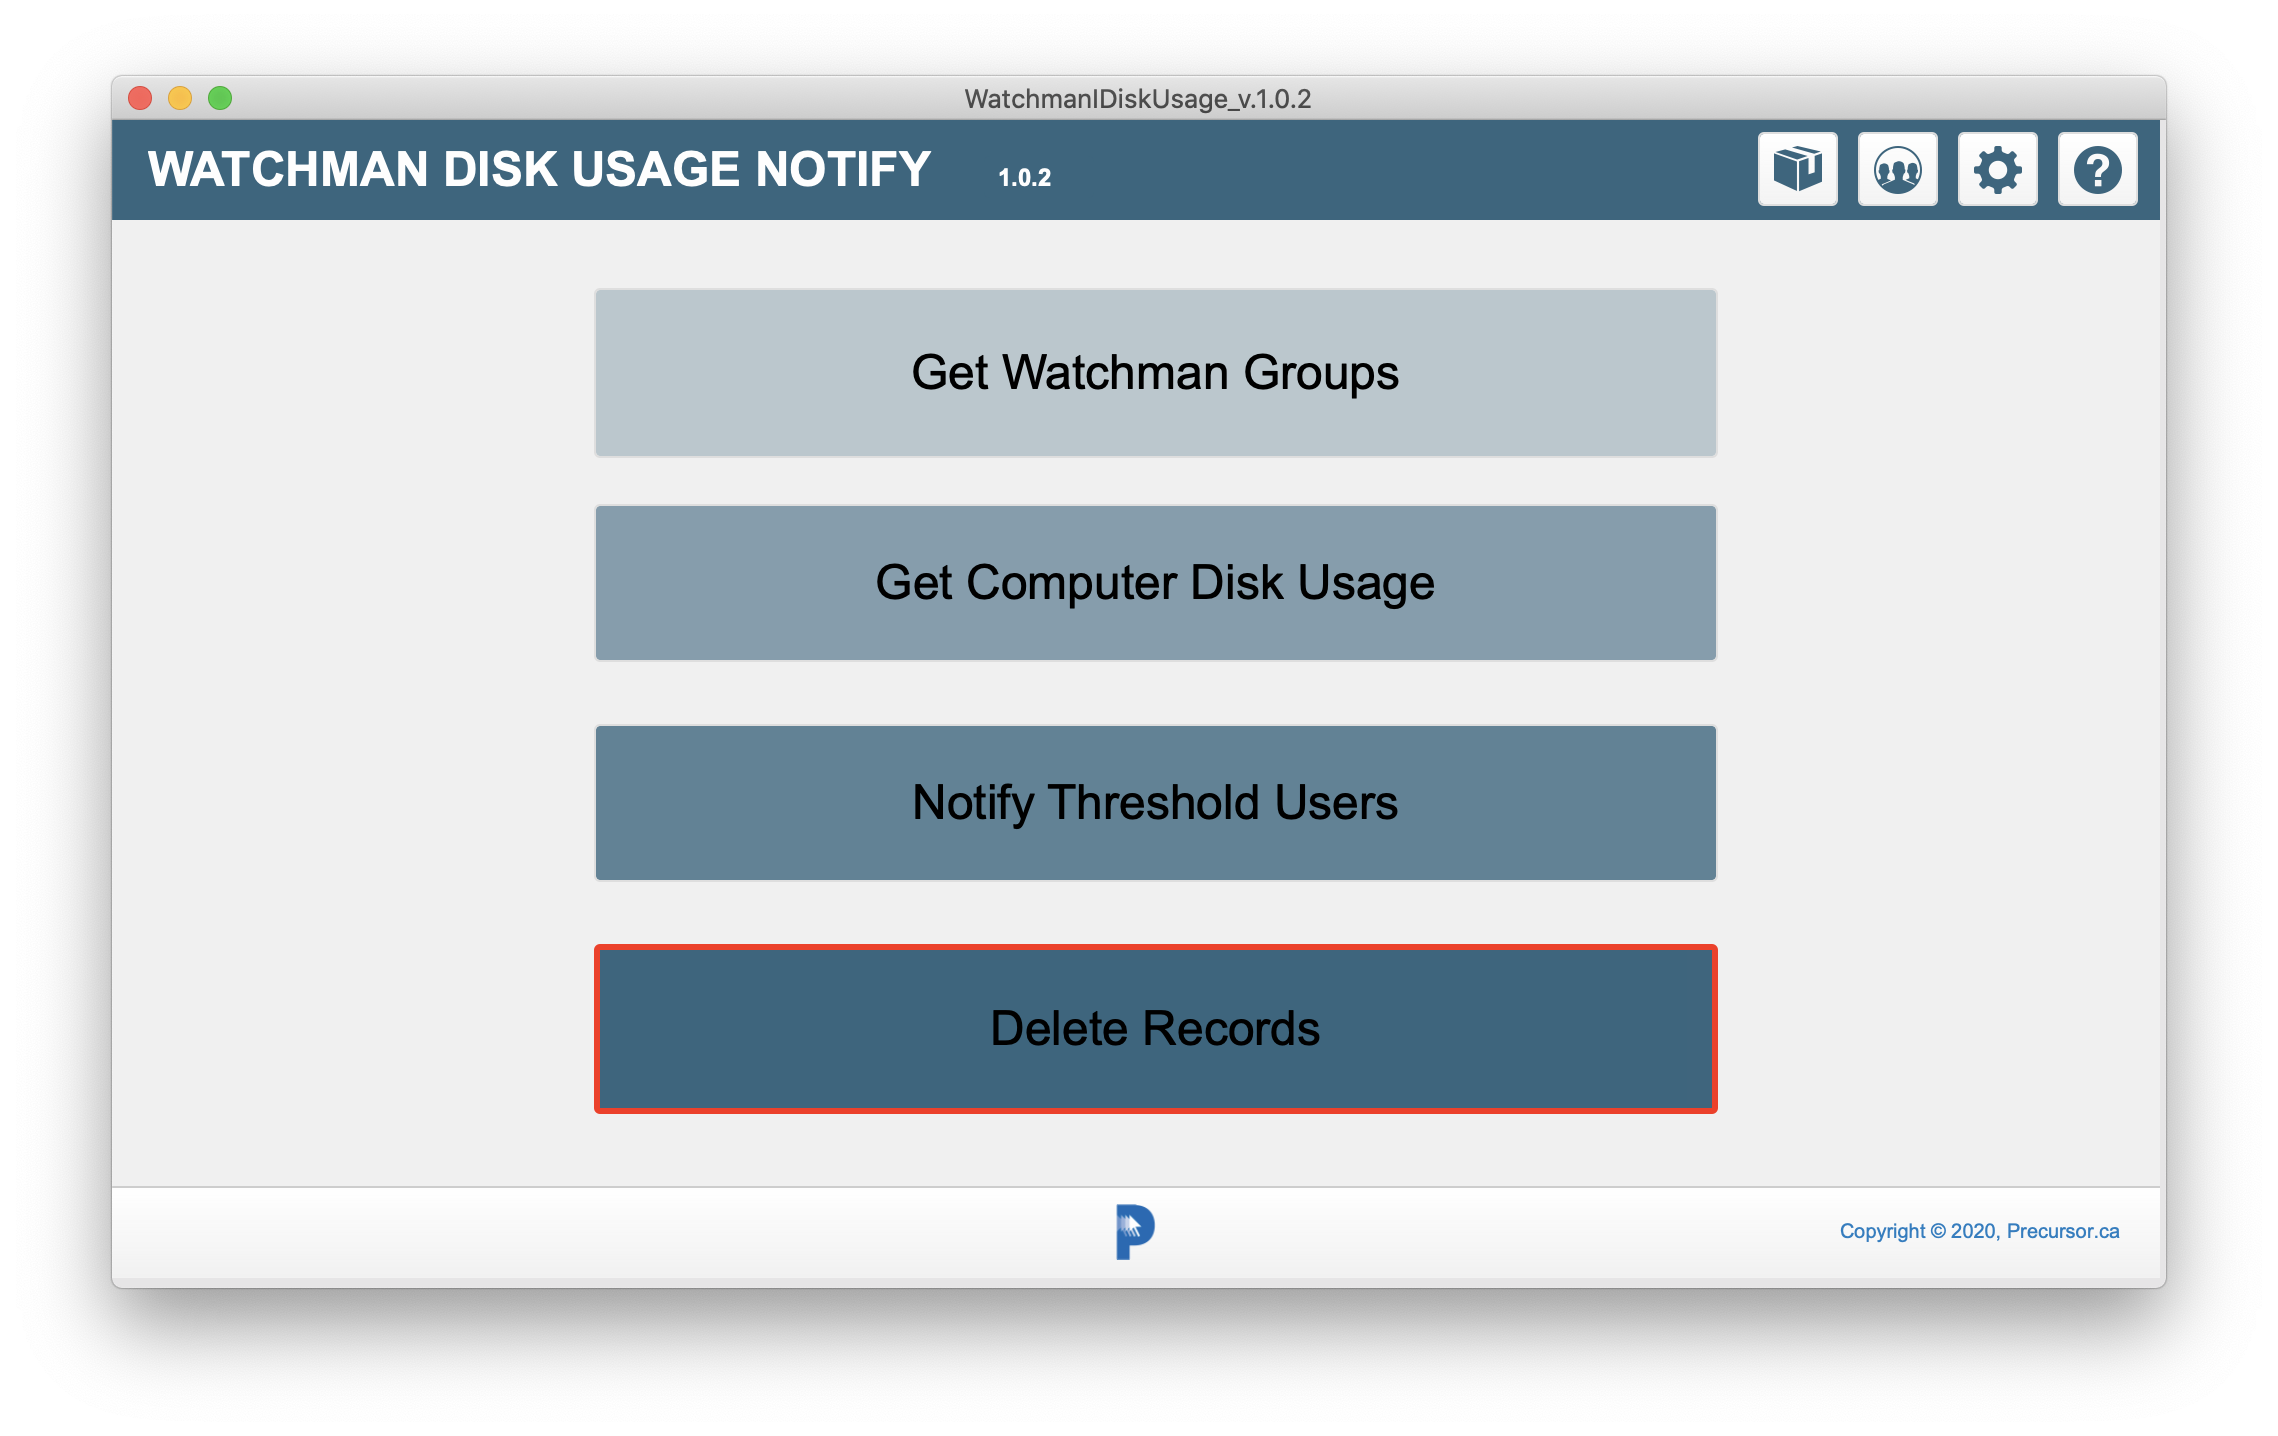 WatchmanIDiskUsage_v.1.0.2
WATCHMAN DISK USAGE NOTIFY 1.0.2
Get Watchman Groups
Get Computer Disk Usage
Notify Threshold Users
Delete Records
Copyright © 2020, Precursor.ca